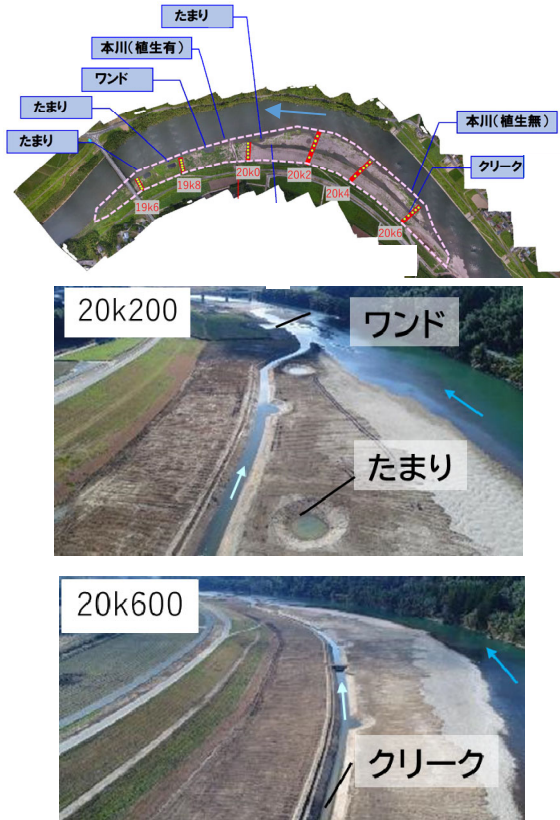 たまり
本川(植生有)
ワンド
たまり
たまり
本川(植生無)
クリーク
19k6
19k8
20k0
20k2
20k4
20k6
20k200
ワンド
たまり
20k600
クリーク